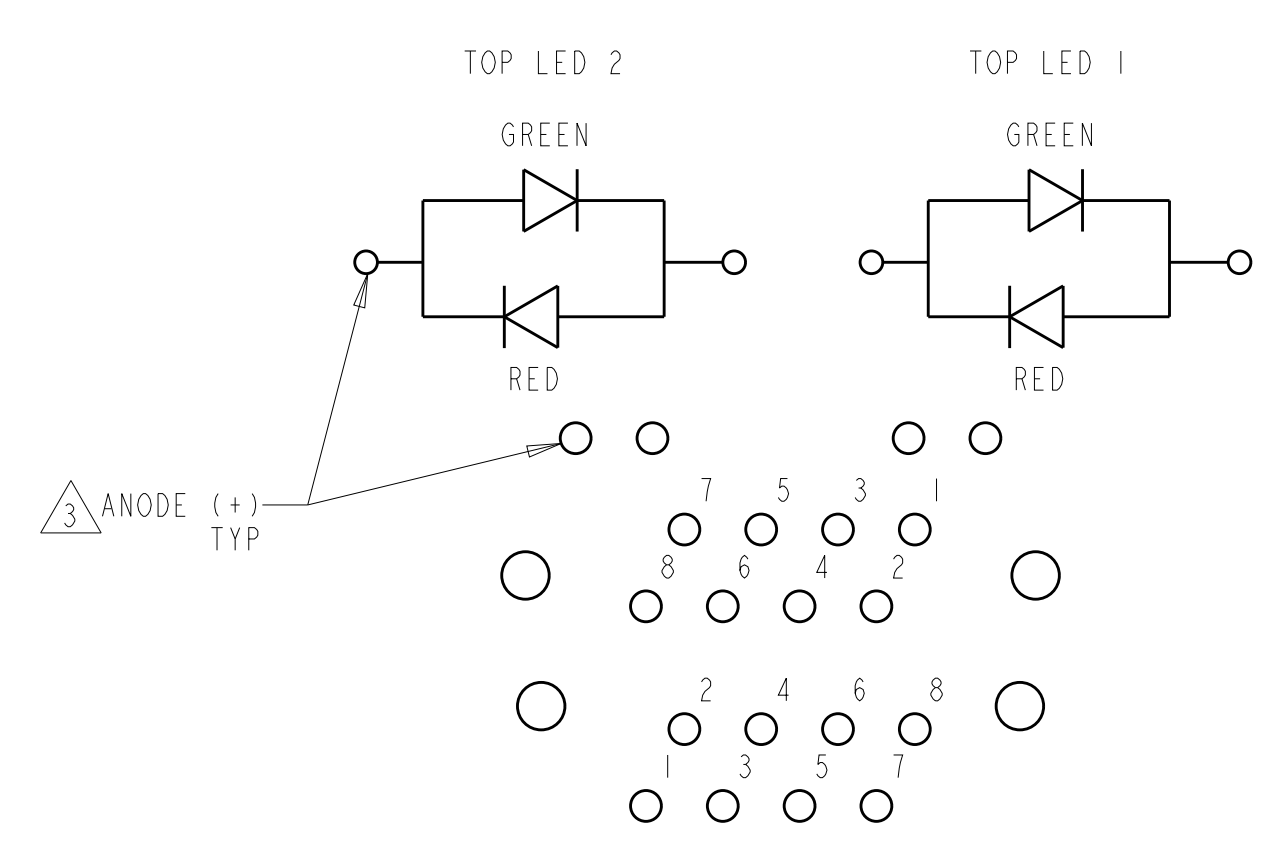 TOP LED 2
TOP LED 1
GREEN
GREEN
RED
RED
3 ANODE (+)
TYP
7 5 3 1
8 6 4 2
2 4 6 8
1 3 5 7